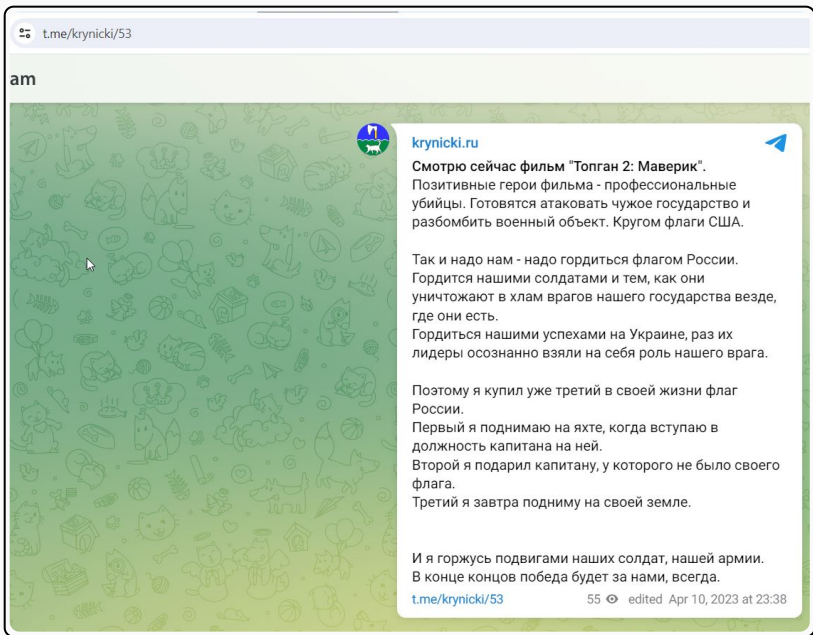 t.me/krynicki/53
am
krynicki.ru
Смотрю сейчас фильм "Топган 2: Маверик".
Позитивные герои фильма - профессиональные
убийцы. Готовятся атаковать чужое государство и
разбомбить военный объект. Кругом флаги США.
Так и надо нам - надо гордиться флагом России.
Гордится нашими солдатами и тем, как они
уничтожают в хлам врагов нашего государства везде,
где они есть.
Гордиться нашими успехами на Украине, раз их
лидеры осознанно взяли на себя роль нашего врага.
Поэтому я купил уже третий в своей жизни флаг
России.
Первый я поднимаю на яхте, когда вступаю в
должность капитана на ней.
Второй я подарил капитану, у которого не было своего
флага.
Третий я завтра подниму на своей земле.
И я горжусь подвигами наших солдат, нашей армии.
В конце концов победа будет за нами, всегда.
t.me/krynicki/53 55 edited Apr 10, 2023 at 23:38